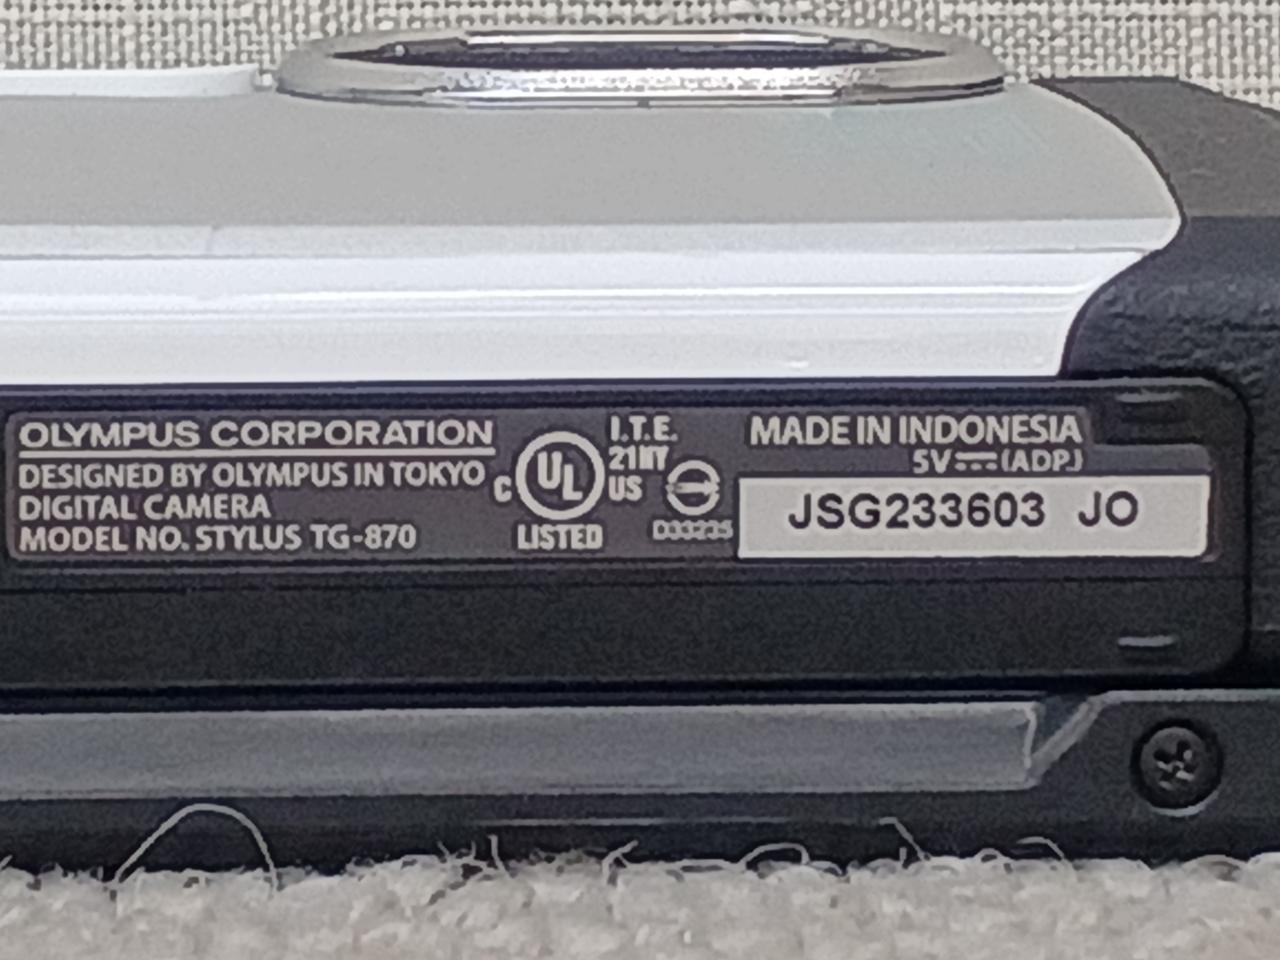 OLYMPUS CORPORATION
DESIGNED BY OLYMPUS IN TOKYO
DIGITAL CAMERA
MODEL NO. STYLUS TG-870
C UL US
LISTED
I.T.E.
21HY
D33235
MADE IN INDONESIA
5V⎓(ADP.)
JSG233603 JO